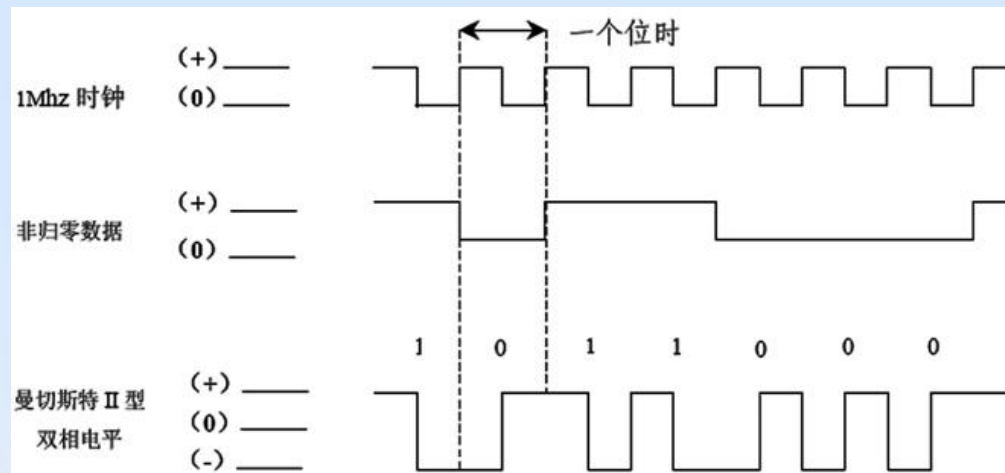 一个位时
(+)
1Mhz 时钟
(0)
(+)
非归零数据
(0)
1 0 1 1 0 0 0
(+)
曼切斯特 II 型
(0)
双相电平
(-)